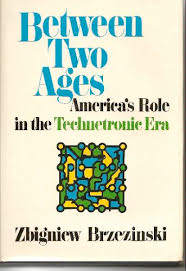 Between
Two
Ages
America's Role
in the Technetronic Era
Zbigniew Brzezinski